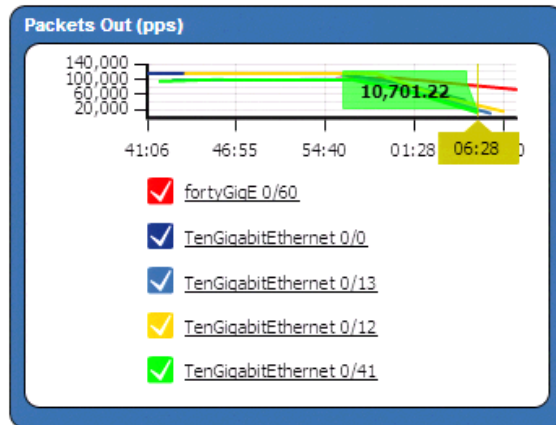 Packets Out (pps)
140,000
100,000
60,000
20,000
10,701.22
41:06 46:55 54:40 01:28 06:28
fortyGigE 0/60
TenGigabitEthernet 0/0
TenGigabitEthernet 0/13
TenGigabitEthernet 0/12
TenGigabitEthernet 0/41